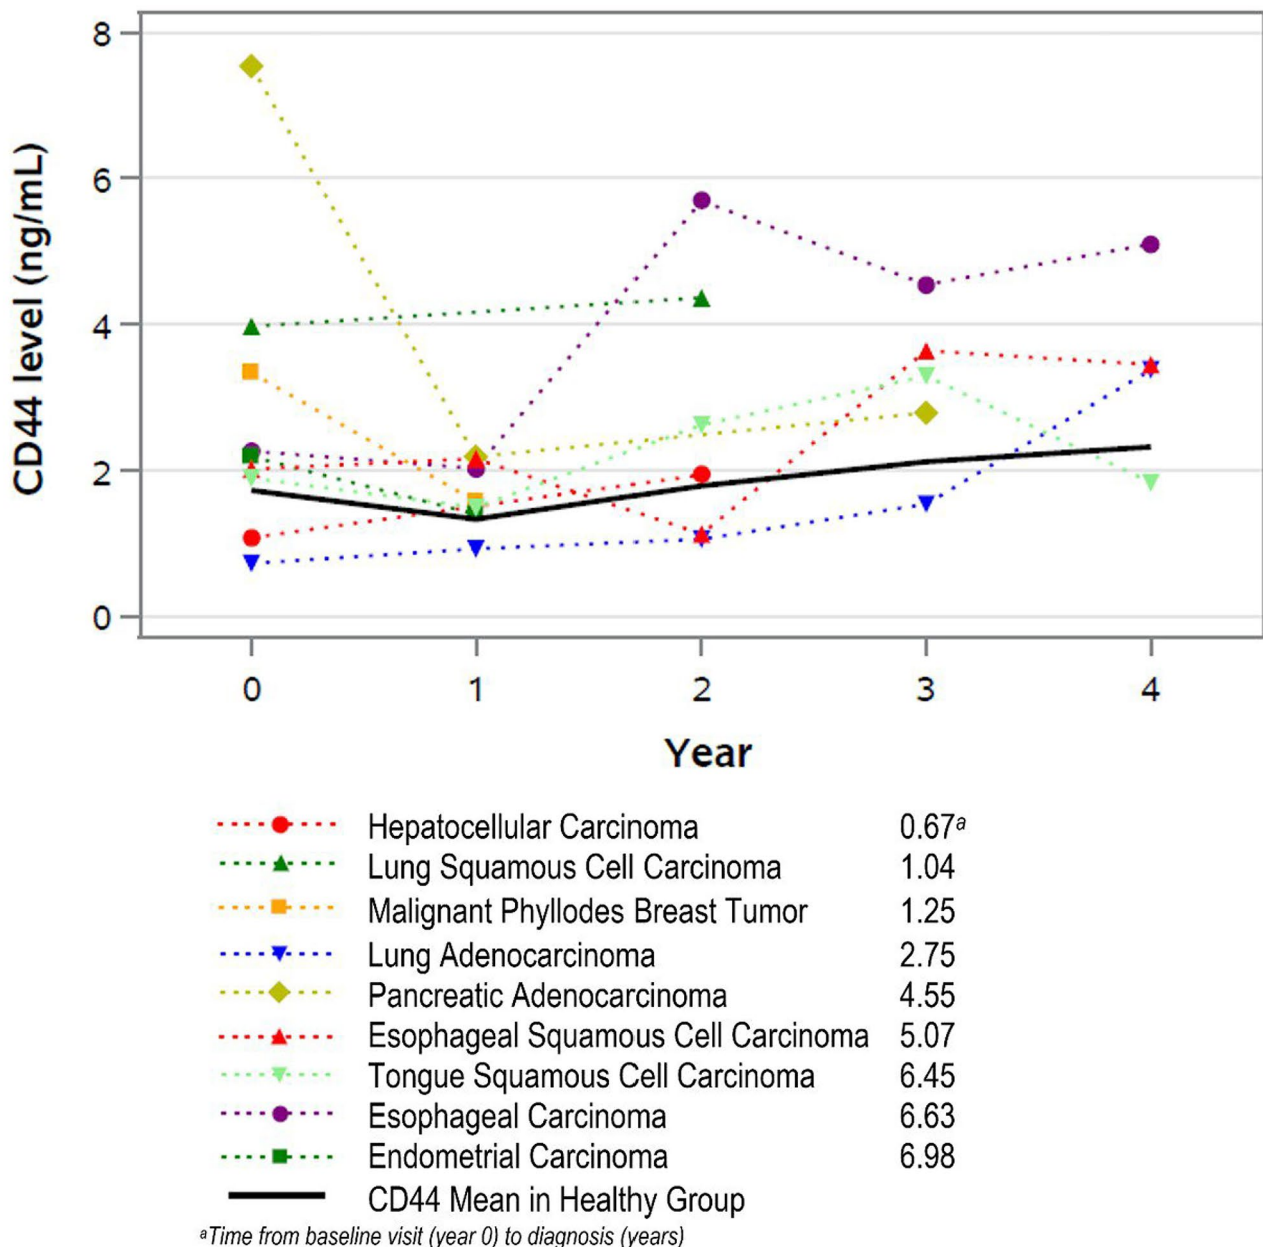 8
6
4
2
0
CD44 level (ng/mL)
0 1 2 3 4
Year
Hepatocellular Carcinoma 0.67a
Lung Squamous Cell Carcinoma 1.04
Malignant Phyllodes Breast Tumor 1.25
Lung Adenocarcinoma 2.75
Pancreatic Adenocarcinoma 4.55
Esophageal Squamous Cell Carcinoma 5.07
Tongue Squamous Cell Carcinoma 6.45
Esophageal Carcinoma 6.63
Endometrial Carcinoma 6.98
CD44 Mean in Healthy Group
aTime from baseline visit (year 0) to diagnosis (years)